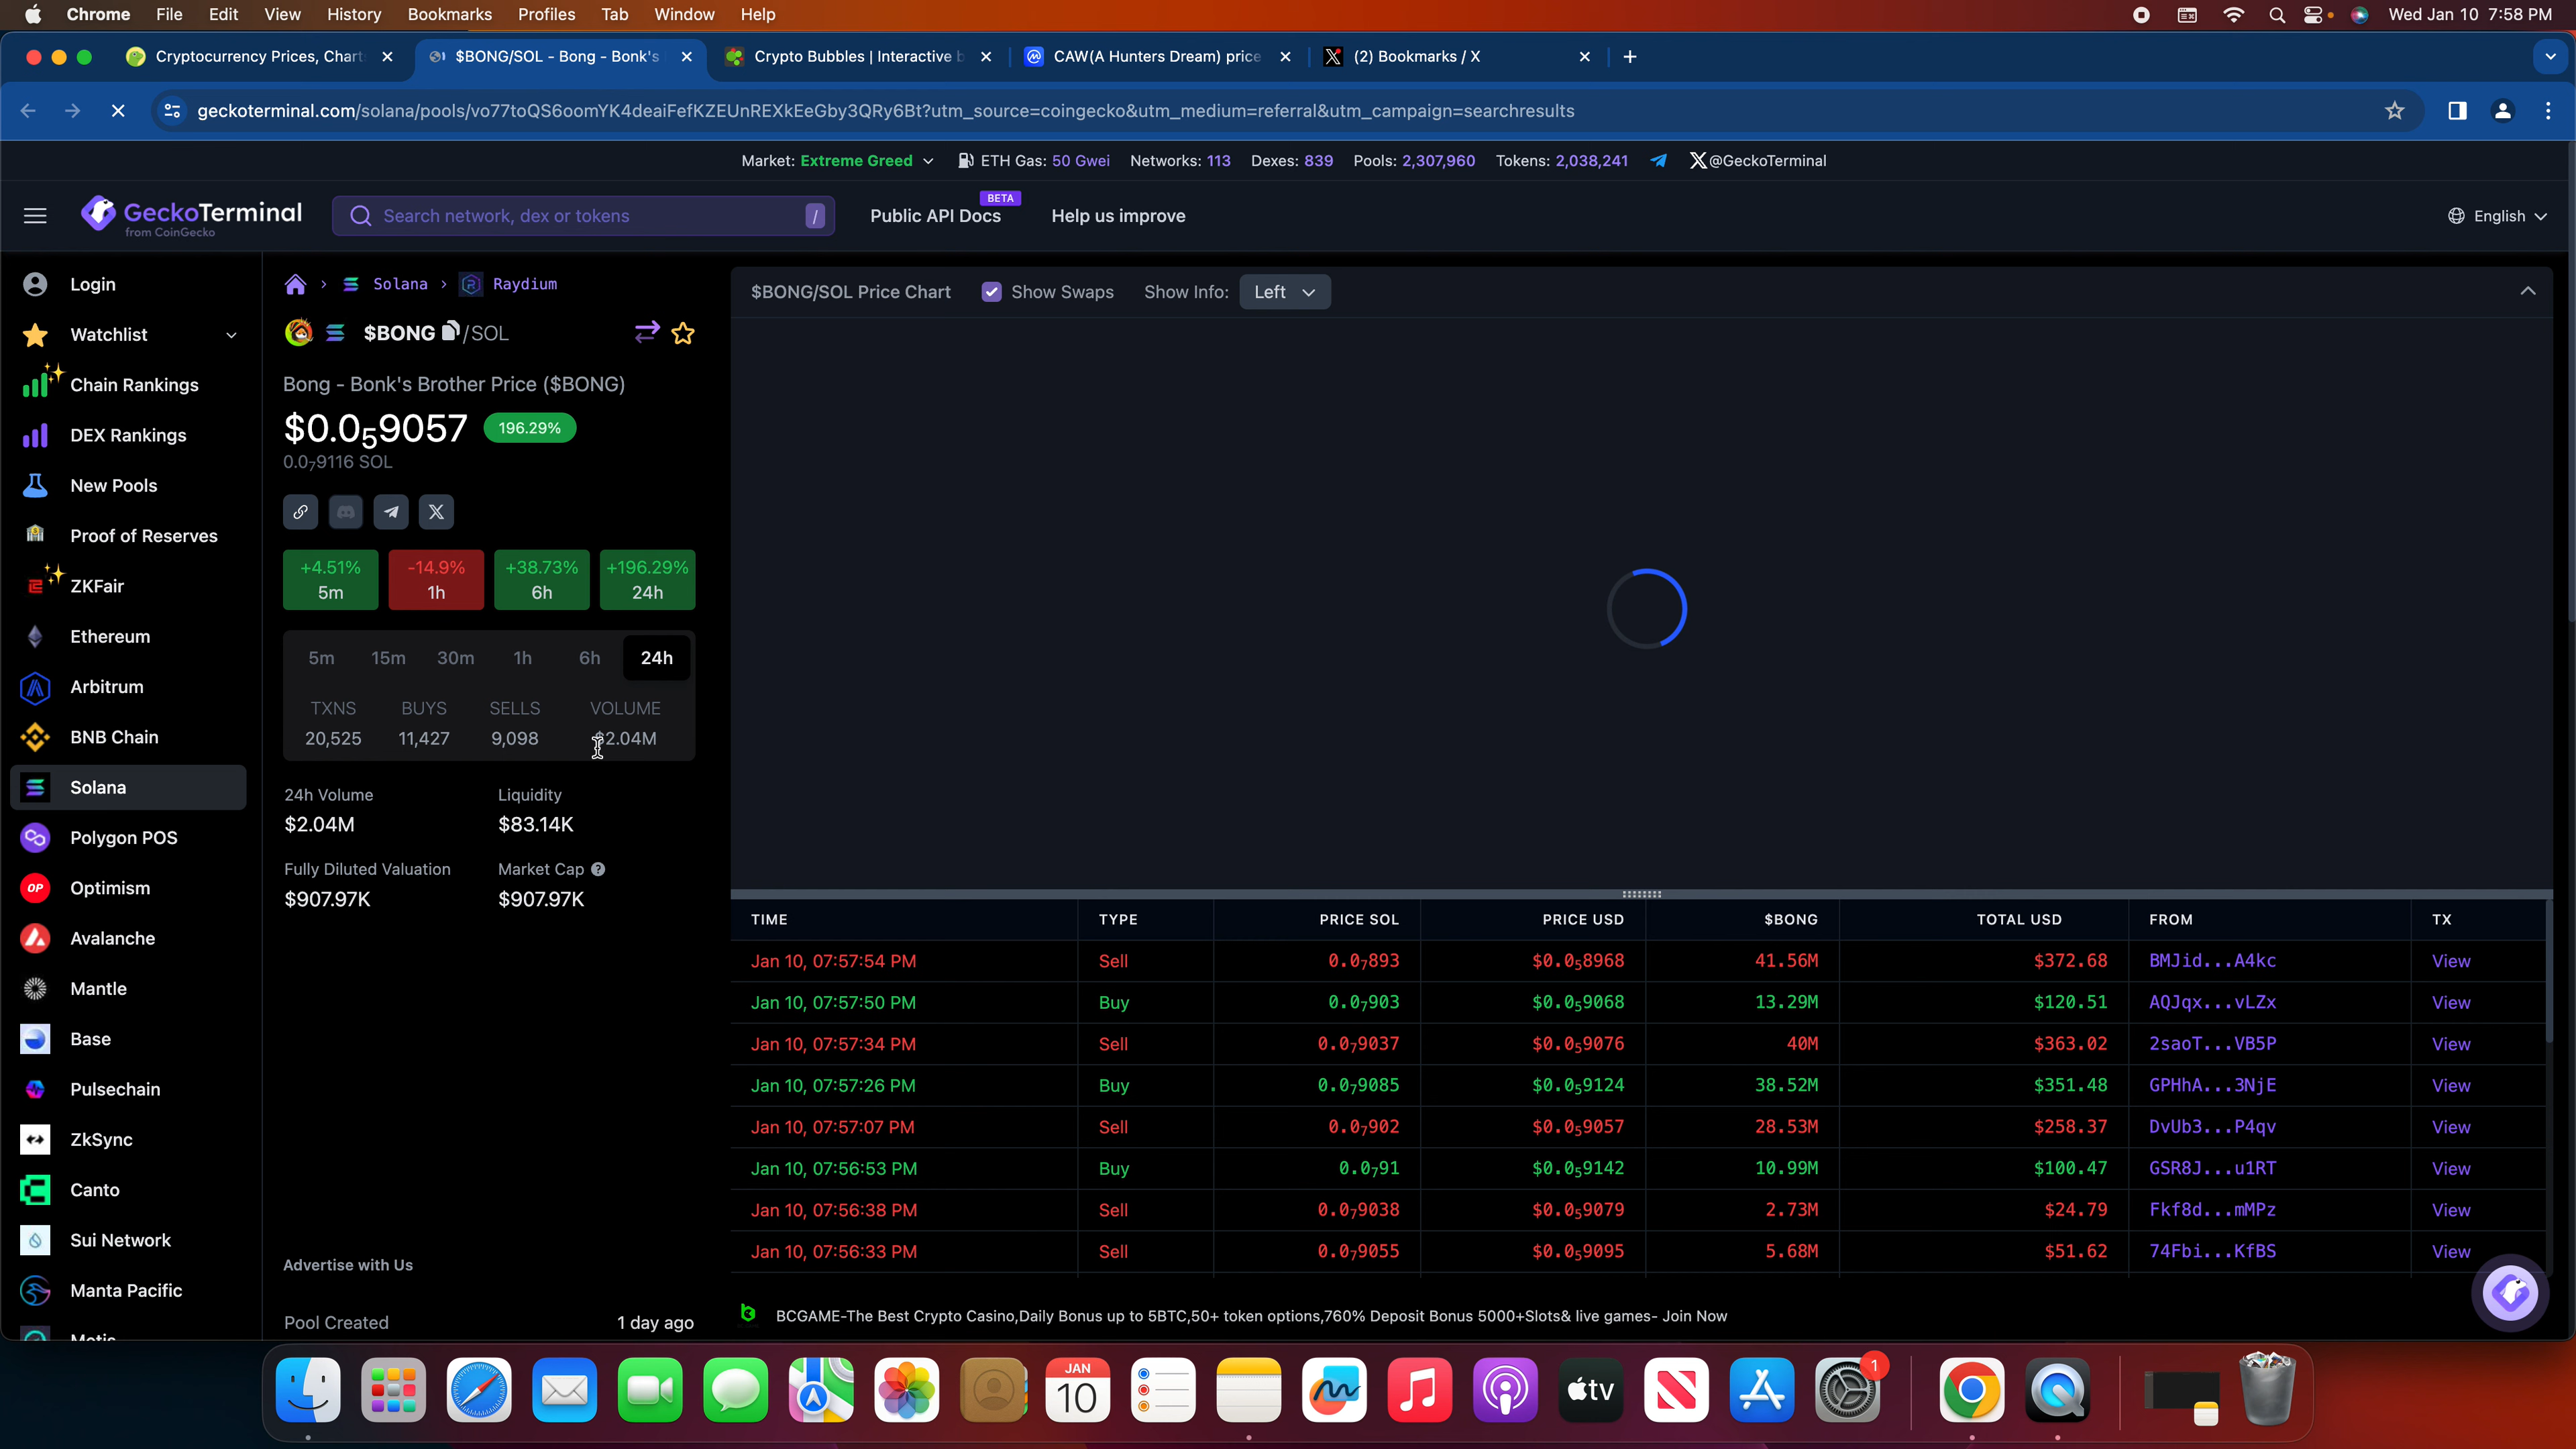 Chrome File Edit View History Bookmarks Profiles Tab Window Help Wed Jan 10 7:58 PM
Cryptocurrency Prices, Chart $BONG/SOL - Bong - Bonk's Crypto Bubbles | Interactive b CAW(A Hunters Dream) price (2) Bookmarks / X
geckoterminal.com/solana/pools/vo77toQS6oomYK4deaiFefKZEUnREXkEeGby3QRy6Bt?utm_source=coingecko&utm_medium=referral&utm_campaign=searchresults
Market: Extreme Greed ETH Gas: 50 Gwei Networks: 113 Dexes: 839 Pools: 2,307,960 Tokens: 2,038,241 @GeckoTerminal
GeckoTerminal
from CoinGecko
Search network, dex or tokens /
Public API Docs BETA
Help us improve
English
Login
Watchlist
Chain Rankings
DEX Rankings
New Pools
Proof of Reserves
ZKFair
Ethereum
Arbitrum
BNB Chain
Solana
Polygon POS
OP Optimism
Avalanche
Mantle
Base
Pulsechain
ZkSync
Canto
Sui Network
Manta Pacific
Metis
Solana › Raydium
$BONG /SOL
Bong - Bonk's Brother Price ($BONG)
$0.0₅9057 196.29%
0.0₇9116 SOL
+4.51% -14.9% +38.73% +196.29%
5m 1h 6h 24h
5m 15m 30m 1h 6h 24h
TXNS BUYS SELLS VOLUME
20,525 11,427 9,098 $2.04M
24h Volume Liquidity
$2.04M $83.14K
Fully Diluted Valuation Market Cap ?
$907.97K $907.97K
Advertise with Us
Pool Created 1 day ago
$BONG/SOL Price Chart Show Swaps Show Info: Left
TIME TYPE PRICE SOL PRICE USD $BONG TOTAL USD FROM TX
Jan 10, 07:57:54 PM Sell 0.0₇893 $0.0₅8968 41.56M $372.68 BMJid...A4kc View
Jan 10, 07:57:50 PM Buy 0.0₇903 $0.0₅9068 13.29M $120.51 AQJqx...vLZx View
Jan 10, 07:57:34 PM Sell 0.0₇9037 $0.0₅9076 40M $363.02 2saoT...VB5P View
Jan 10, 07:57:26 PM Buy 0.0₇9085 $0.0₅9124 38.52M $351.48 GPHhA...3NjE View
Jan 10, 07:57:07 PM Sell 0.0₇902 $0.0₅9057 28.53M $258.37 DvUb3...P4qv View
Jan 10, 07:56:53 PM Buy 0.0₇91 $0.0₅9142 10.99M $100.47 GSR8J...u1RT View
Jan 10, 07:56:38 PM Sell 0.0₇9038 $0.0₅9079 2.73M $24.79 Fkf8d...mMPz View
Jan 10, 07:56:33 PM Sell 0.0₇9055 $0.0₅9095 5.68M $51.62 74Fbi...KfBS View
BCGAME-The Best Crypto Casino,Daily Bonus up to 5BTC,50+ token options,760% Deposit Bonus 5000+Slots& live games- Join Now
JAN
10
tv
1